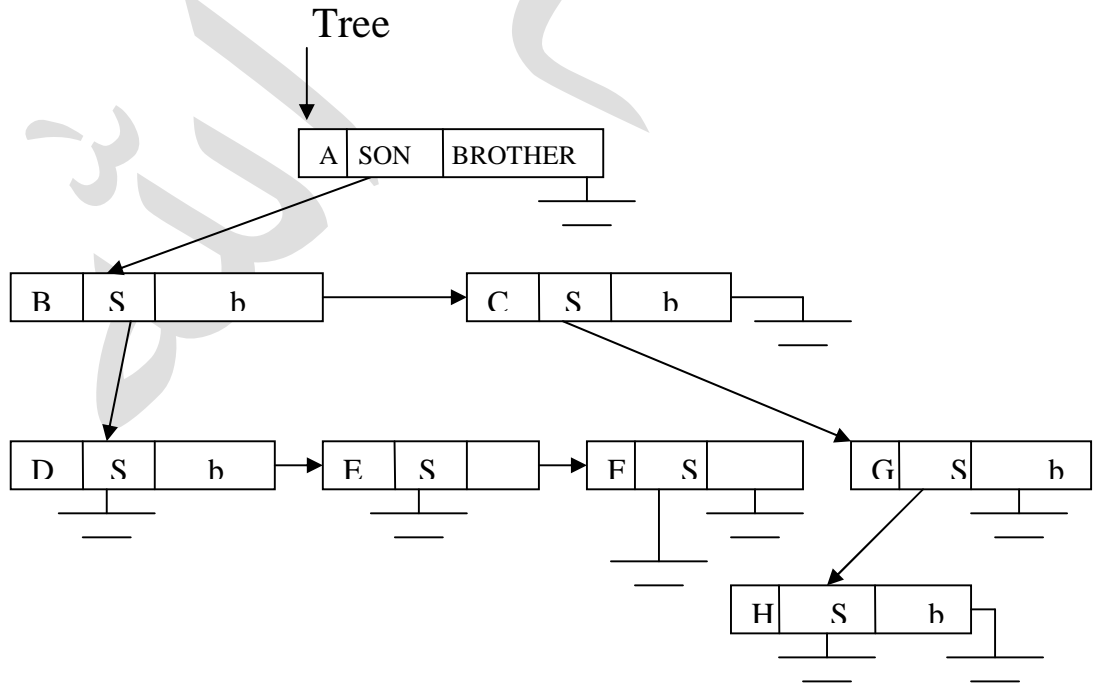 Tree
A SON BROTHER
B S b
C S b
D S b
E S
F S
G S b
H S b